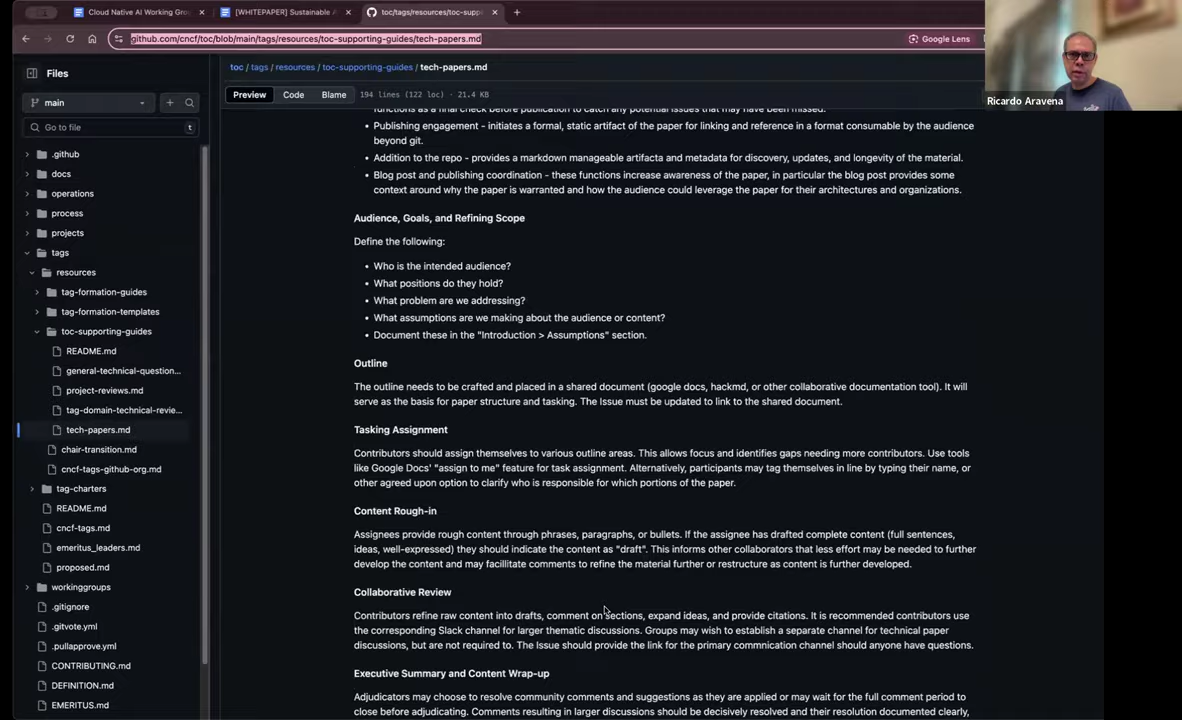 Cloud Native AI Working Gro
[WHITEPAPER] Sustainable A
toc/tags/resources/toc-suppo
github.com/cncf/toc/blob/main/tags/resources/toc-supporting-guides/tech-papers.md
Google Lens
Ricardo Aravena
Files
main
Go to file
t
.github
docs
operations
process
projects
tags
resources
tag-formation-guides
tag-formation-templates
toc-supporting-guides
README.md
general-technical-question...
project-reviews.md
tag-domain-technical-revie...
tech-papers.md
chair-transition.md
cncf-tags-github-org.md
tag-charters
README.md
cncf-tags.md
emeritus_leaders.md
proposed.md
workinggroups
.gitignore
.gitvote.yml
.pullapprove.yml
CONTRIBUTING.md
DEFINITION.md
EMERITUS.md
toc / tags / resources / toc-supporting-guides / tech-papers.md
Preview Code Blame 194 lines (122 loc) · 21.4 KB
functions as a final check before publication to catch any potential issues that may have been missed.
• Publishing engagement - initiates a formal, static artifact of the paper for linking and reference in a format consumable by the audience
beyond git.
• Addition to the repo - provides a markdown manageable artifacta and metadata for discovery, updates, and longevity of the material.
• Blog post and publishing coordination - these functions increase awareness of the paper, in particular the blog post provides some
context around why the paper is warranted and how the audience could leverage the paper for their architectures and organizations.
Audience, Goals, and Refining Scope
Define the following:
• Who is the intended audience?
• What positions do they hold?
• What problem are we addressing?
• What assumptions are we making about the audience or content?
• Document these in the "Introduction > Assumptions" section.
Outline
The outline needs to be crafted and placed in a shared document (google docs, hackmd, or other collaborative documentation tool). It will
serve as the basis for paper structure and tasking. The Issue must be updated to link to the shared document.
Tasking Assignment
Contributors should assign themselves to various outline areas. This allows focus and identifies gaps needing more contributors. Use tools
like Google Docs' "assign to me" feature for task assignment. Alternatively, participants may tag themselves in line by typing their name, or
other agreed upon option to clarify who is responsible for which portions of the paper.
Content Rough-in
Assignees provide rough content through phrases, paragraphs, or bullets. If the assignee has drafted complete content (full sentences,
ideas, well-expressed) they should indicate the content as "draft". This informs other collaborators that less effort may be needed to further
develop the content and may facillitate comments to refine the material further or restructure as content is further developed.
Collaborative Review
Contributors refine raw content into drafts, comment on sections, expand ideas, and provide citations. It is recommended contributors use
the corresponding Slack channel for larger thematic discussions. Groups may wish to establish a separate channel for technical paper
discussions, but are not required to. The Issue should provide the link for the primary commnication channel should anyone have questions.
Executive Summary and Content Wrap-up
Adjudicators may choose to resolve community comments and suggestions as they are applied or may wait for the full comment period to
close before adjudicating. Comments resulting in larger discussions should be decisively resolved and their resolution documented clearly,